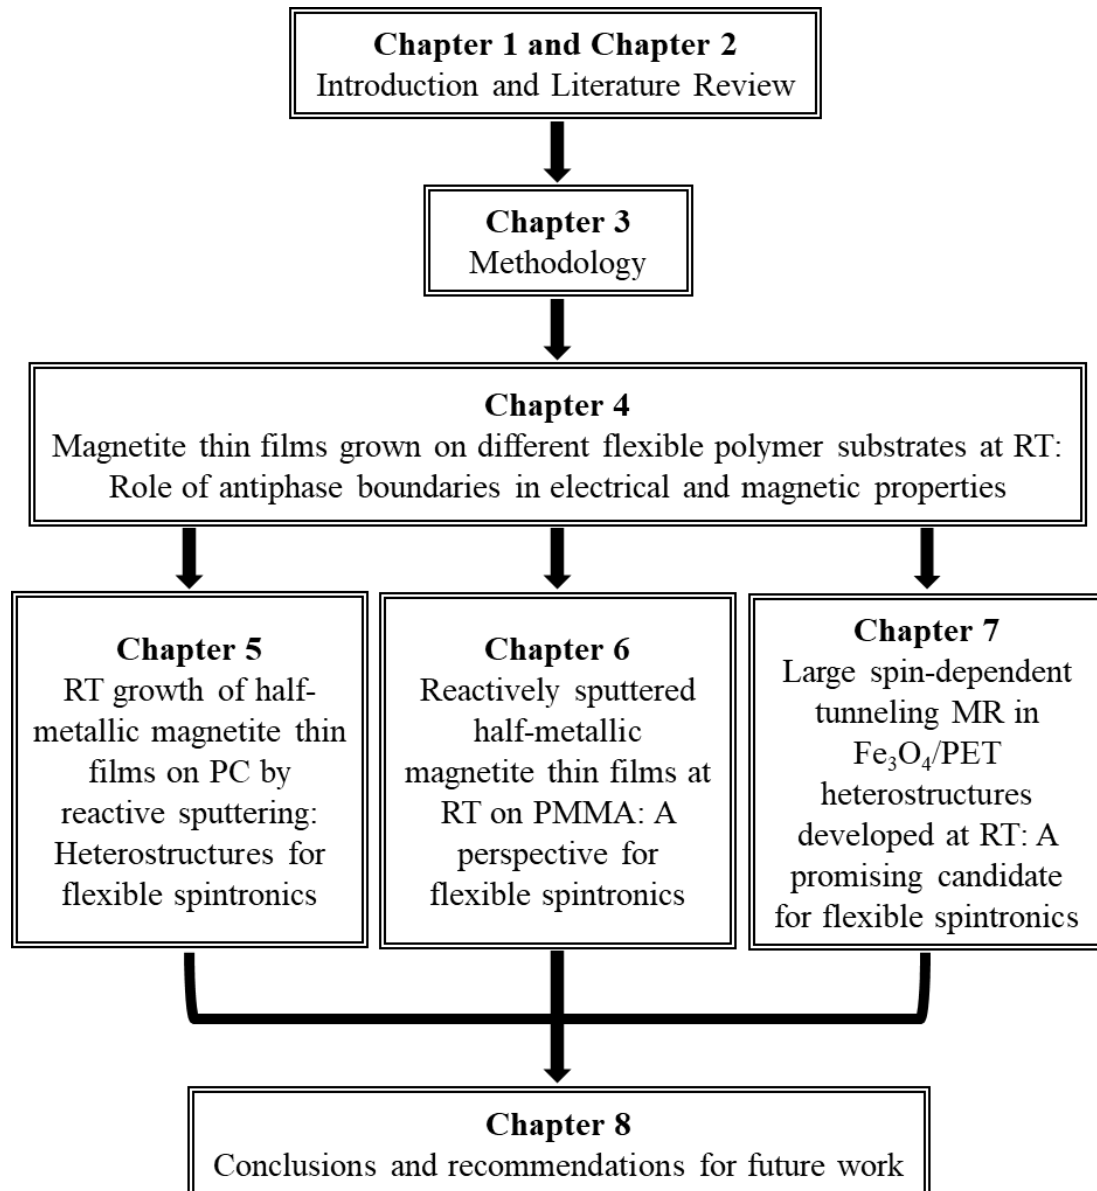 Chapter 1 and Chapter 2
Introduction and Literature Review
Chapter 3
Methodology
Chapter 4
Magnetite thin films grown on different flexible polymer substrates at RT:
Role of antiphase boundaries in electrical and magnetic properties
Chapter 5
RT growth of half-
metallic magnetite thin
films on PC by
reactive sputtering:
Heterostructures for
flexible spintronics
Chapter 6
Reactively sputtered
half-metallic
magnetite thin films at
RT on PMMA: A
perspective for
flexible spintronics
Chapter 7
Large spin-dependent
tunneling MR in
Fe₃O₄/PET
heterostructures
developed at RT: A
promising candidate
for flexible spintronics
Chapter 8
Conclusions and recommendations for future work